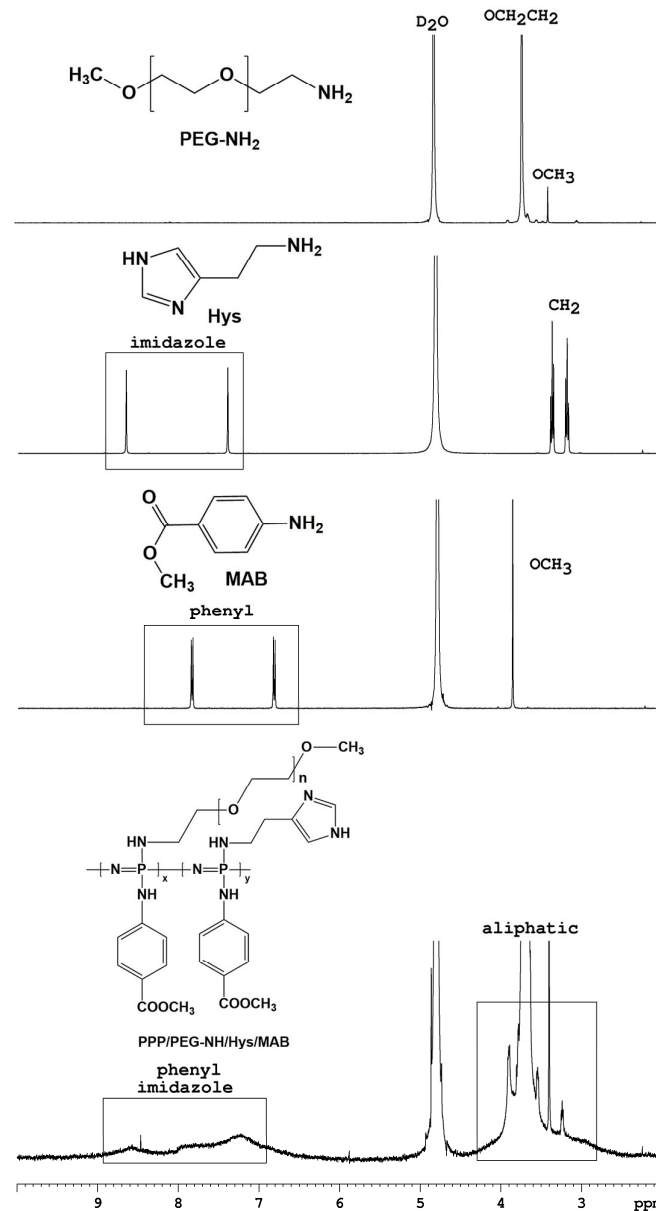 D₂O OCH₂CH₂
H₃C O O NH₂
PEG-NH₂
OCH₃
HN NH₂
N
Hys
imidazole
CH₂
O
NH₂
O
CH₃ MAB
OCH₃
phenyl
O CH₃
n
O
N
HN HN NH
N=P x N=P y
NH NH
COOCH₃ COOCH₃
aliphatic
PPP/PEG-NH/Hys/MAB
phenyl
imidazole
9 8 7 6 5 4 3 ppm